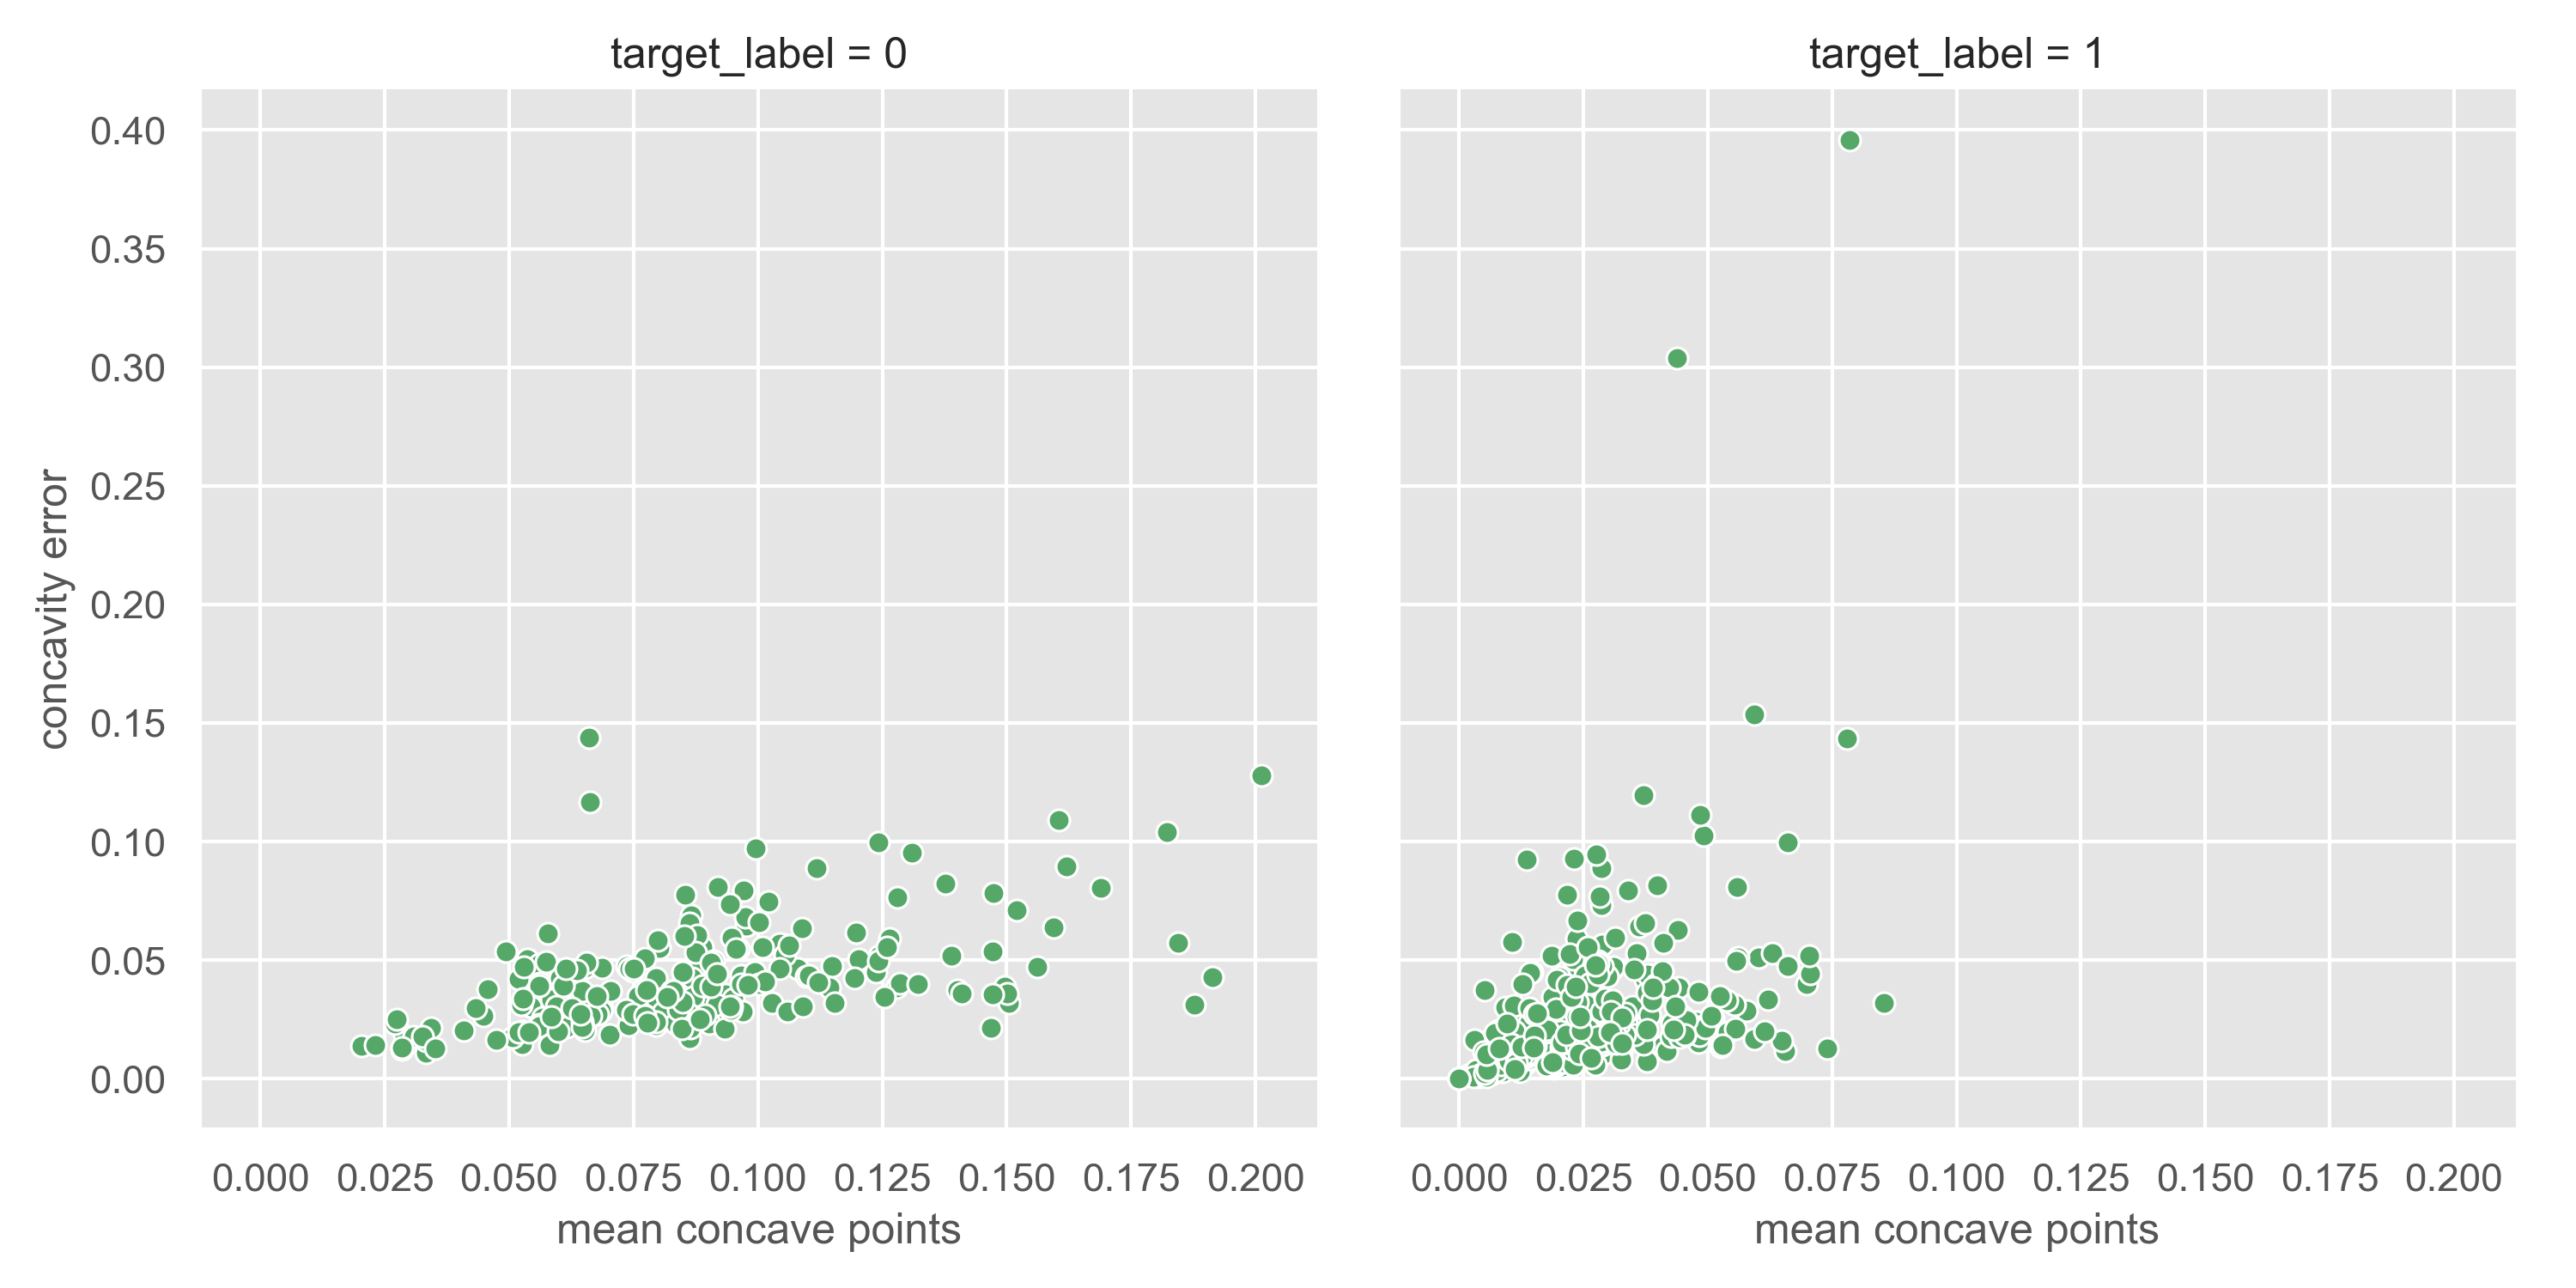 target_label = 0
target_label = 1
concavity error
0.40
0.35
0.30
0.25
0.20
0.15
0.10
0.05
0.00
0.000 0.025 0.050 0.075 0.100 0.125 0.150 0.175 0.200
0.000 0.025 0.050 0.075 0.100 0.125 0.150 0.175 0.200
mean concave points
mean concave points